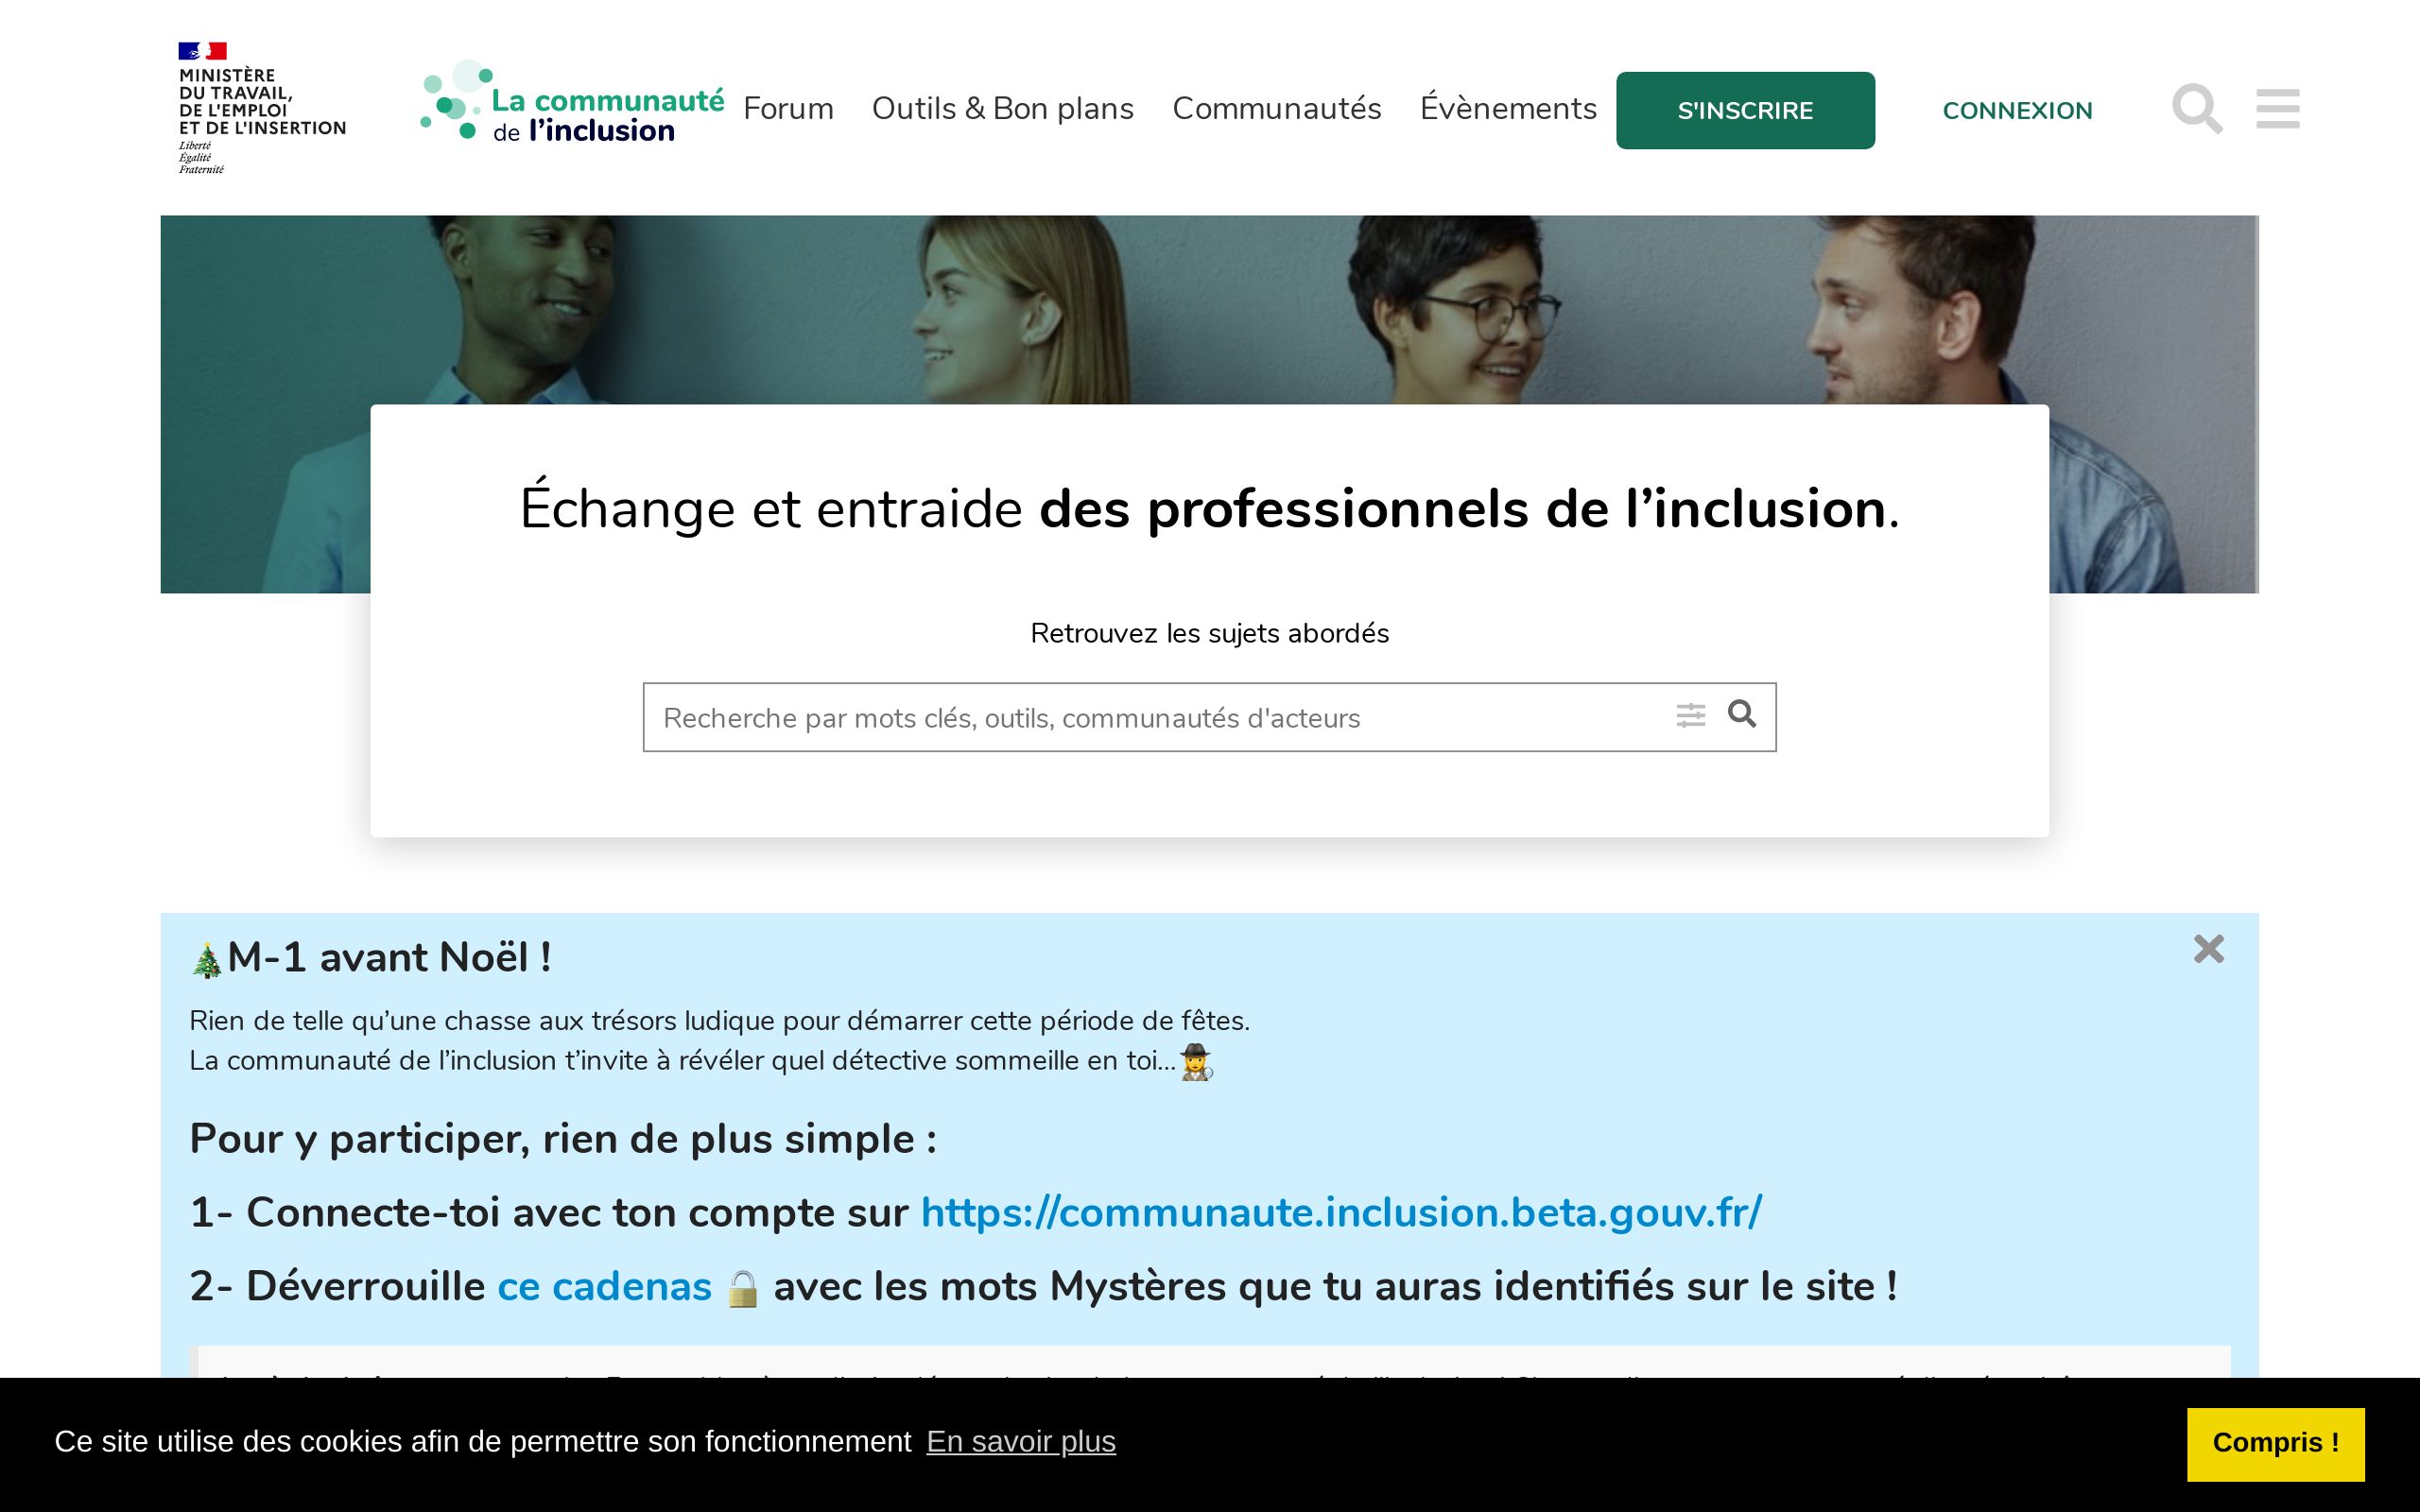 MINISTÈRE
DU TRAVAIL,
DE L'EMPLOI
ET DE L'INSERTION
Liberté
Égalité
Fraternité
La communauté
de l’inclusion
Forum
Outils & Bon plans
Communautés
Évènements
S'INSCRIRE
CONNEXION
Échange et entraide des professionnels de l’inclusion.
Retrouvez les sujets abordés
Recherche par mots clés, outils, communautés d'acteurs
🎄M-1 avant Noël !
Rien de telle qu’une chasse aux trésors ludique pour démarrer cette période de fêtes.
La communauté de l’inclusion t’invite à révéler quel détective sommeille en toi…🕵️‍♀️
Pour y participer, rien de plus simple :
1- Connecte-toi avec ton compte sur https://communaute.inclusion.beta.gouv.fr/
2- Déverrouille ce cadenas 🔓 avec les mots Mystères que tu auras identifiés sur le site !
Ce site utilise des cookies afin de permettre son fonctionnement En savoir plus
Compris !